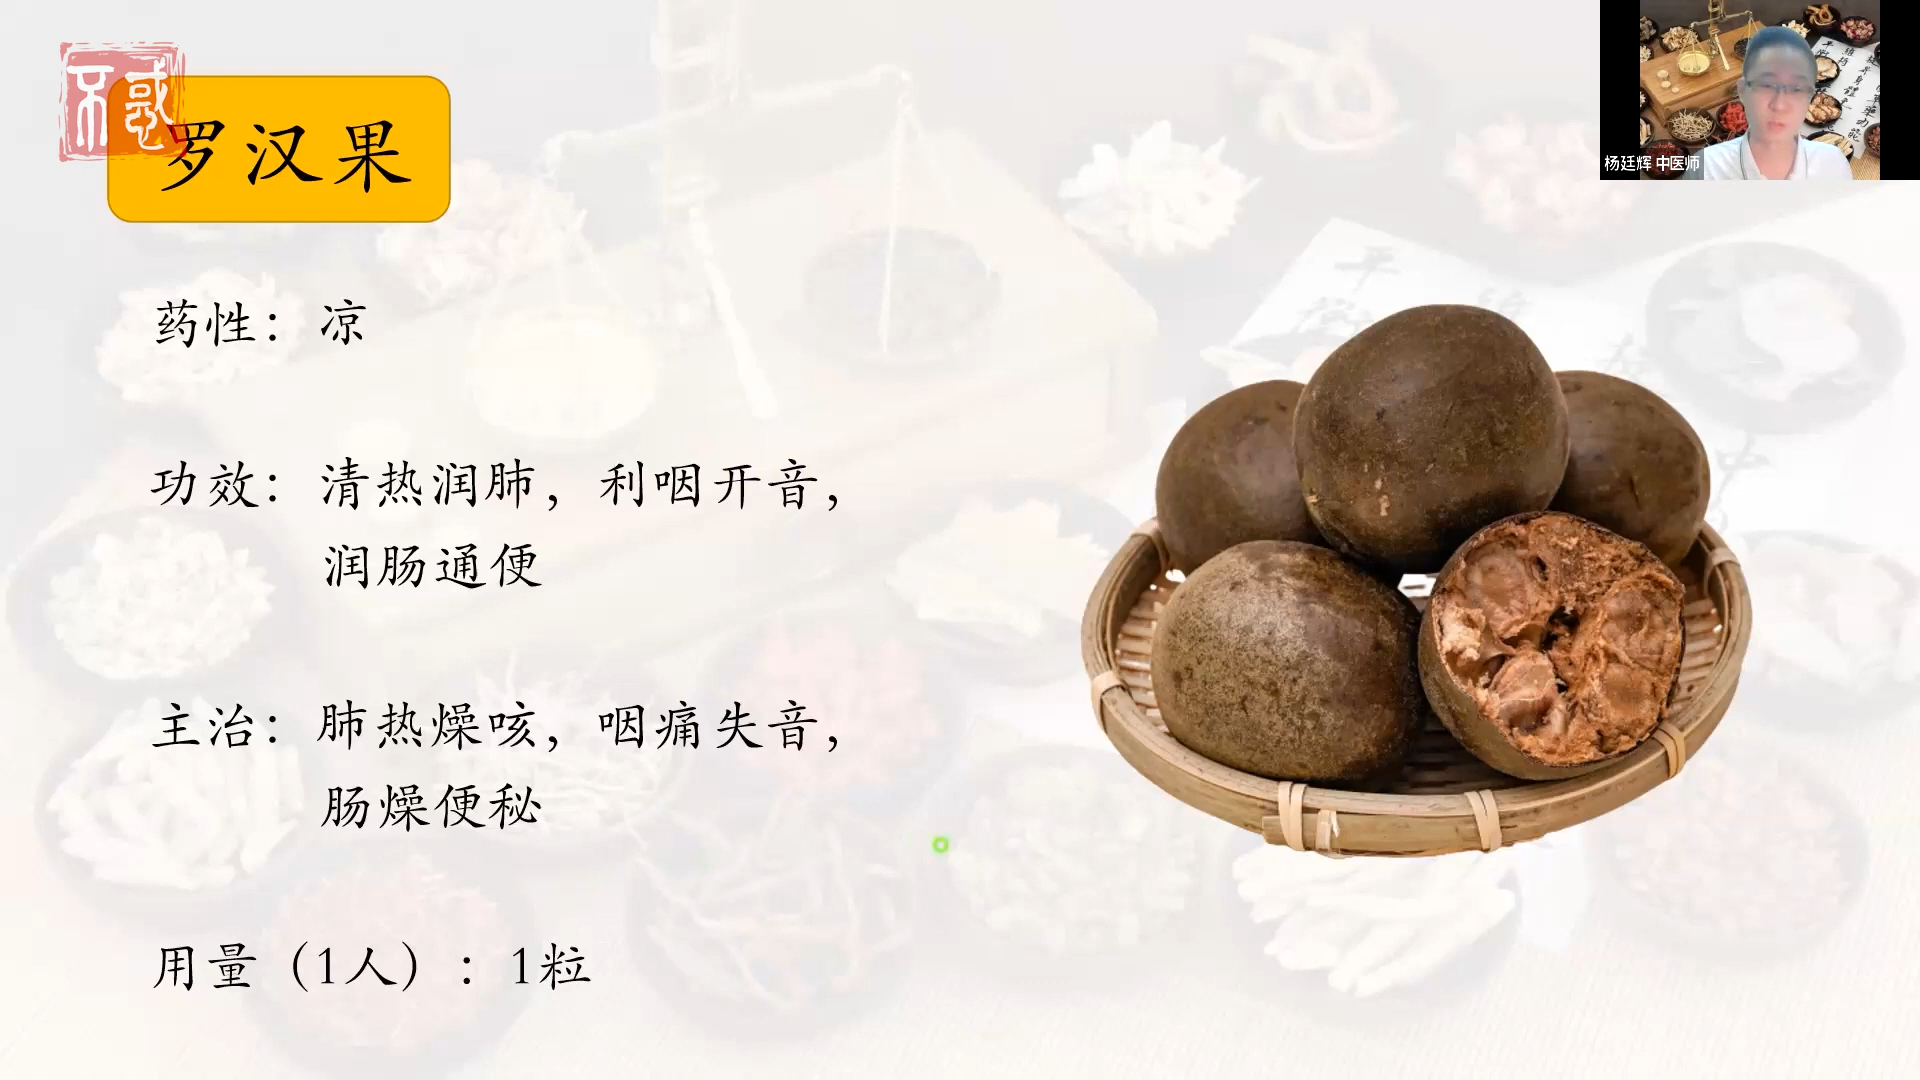 不惑
罗汉果
药性：凉
功效：清热润肺，利咽开音，
润肠通便
主治：肺热燥咳，咽痛失音，
肠燥便秘
用量（1人）：1粒
杨廷辉 中医师